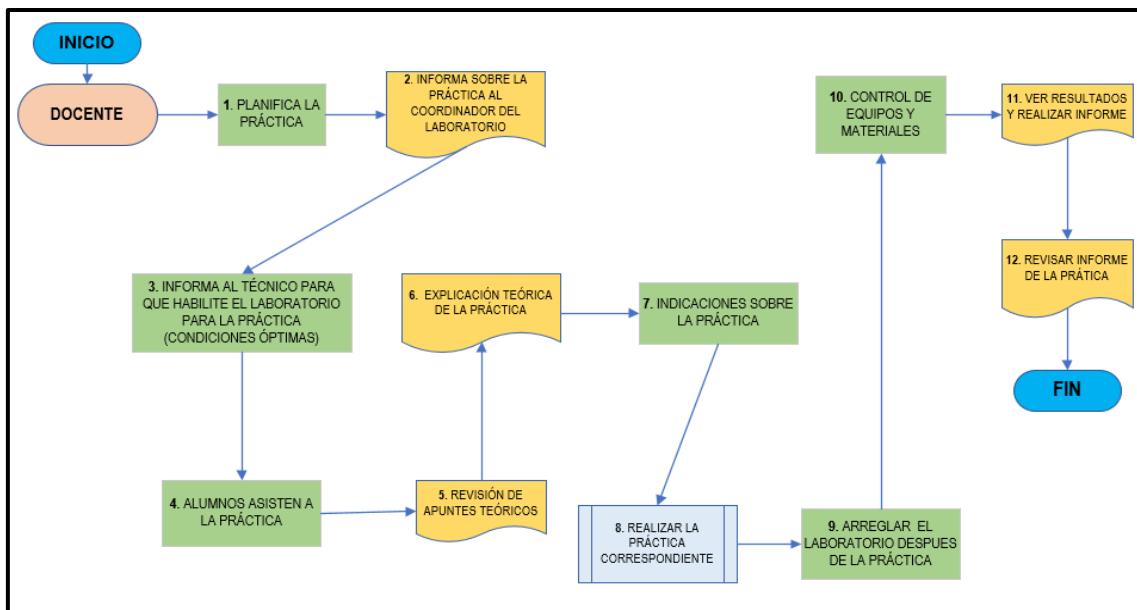 INICIO
DOCENTE
1. PLANIFICA LA
PRÁCTICA
2. INFORMA SOBRE LA
PRÁCTICA AL
COORDINADOR DEL
LABORATORIO
3. INFORMA AL TÉCNICO PARA
QUE HABILITE EL LABORATORIO
PARA LA PRÁCTICA
(CONDICIONES ÓPTIMAS)
4. ALUMNOS ASISTEN A
LA PRÁCTICA
5. REVISIÓN DE
APUNTES TEÓRICOS
6. EXPLICACIÓN TEÓRICA
DE LA PRÁCTICA
7. INDICACIONES SOBRE
LA PRÁCTICA
8. REALIZAR LA
PRÁCTICA
CORRESPONDIENTE
9. ARREGLAR EL
LABORATORIO DESPUES
DE LA PRÁCTICA
10. CONTROL DE
EQUIPOS Y
MATERIALES
11. VER RESULTADOS
Y REALIZAR INFORME
12. REVISAR INFORME
DE LA PRÁTICA
FIN